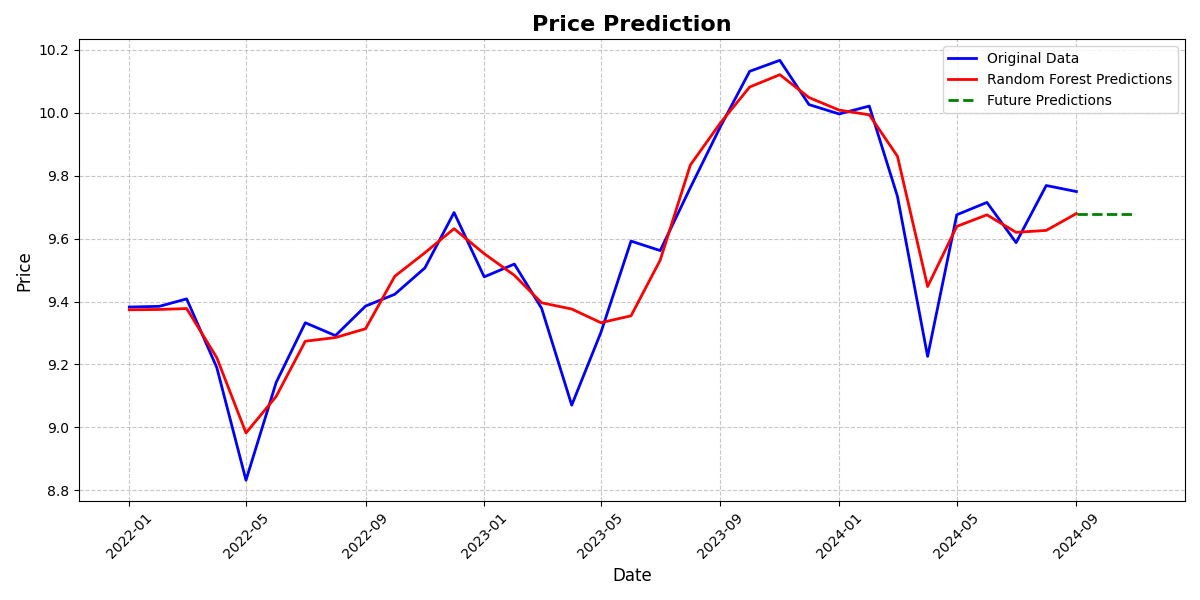 Price Prediction
Original Data
Random Forest Predictions
Future Predictions
Price
10.2
10.0
9.8
9.6
9.4
9.2
9.0
8.8
2022-01
2022-05
2022-09
2023-01
2023-05
2023-09
2024-01
2024-05
2024-09
Date